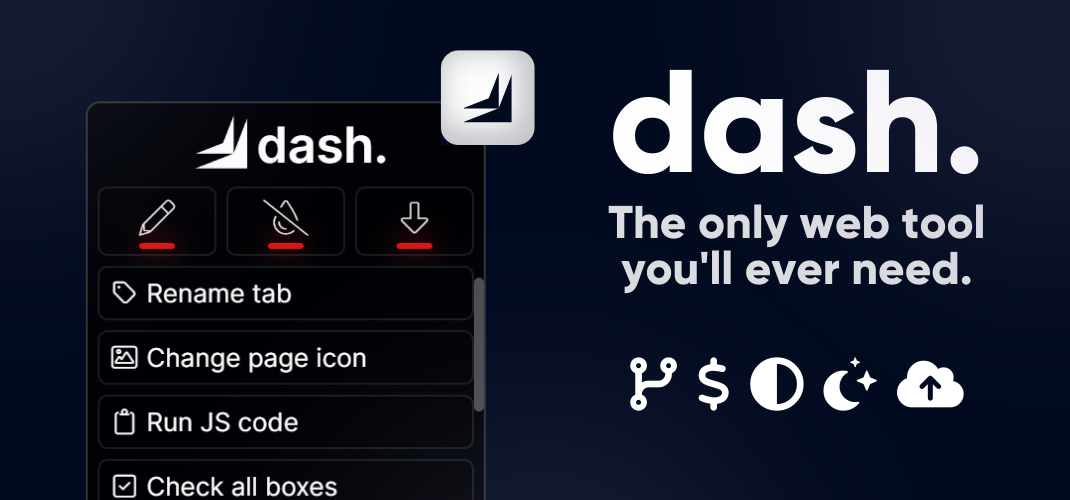 dash.
Rename tab
Change page icon
Run JS code
Check all boxes
dash.
The only web tool
you'll ever need.